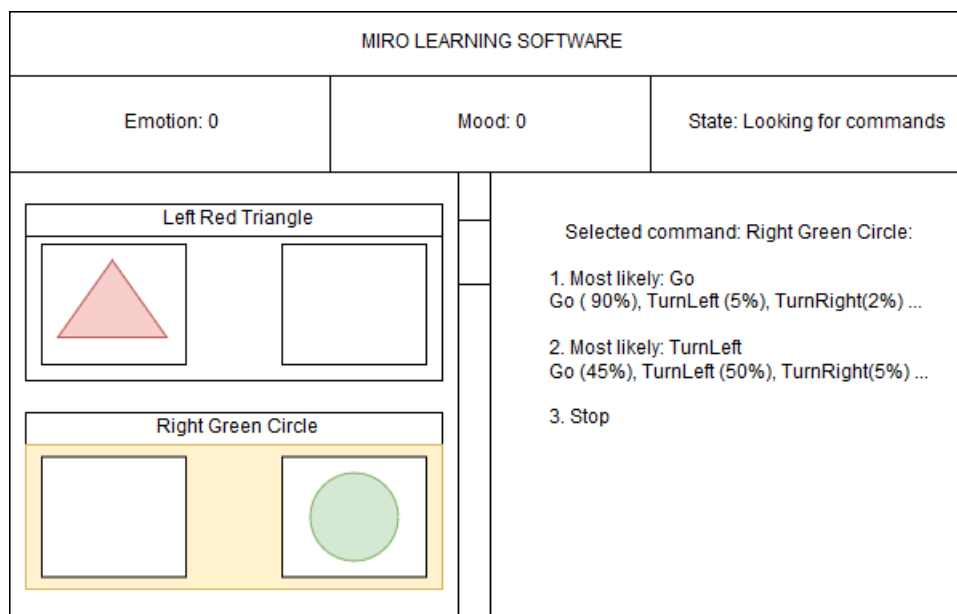 MIRO LEARNING SOFTWARE
Emotion: 0
Mood: 0
State: Looking for commands
Left Red Triangle
Right Green Circle
Selected command: Right Green Circle:
1. Most likely: Go
Go ( 90%), TurnLeft (5%), TurnRight(2%) ...
2. Most likely: TurnLeft
Go (45%), TurnLeft (50%), TurnRight(5%) ...
3. Stop